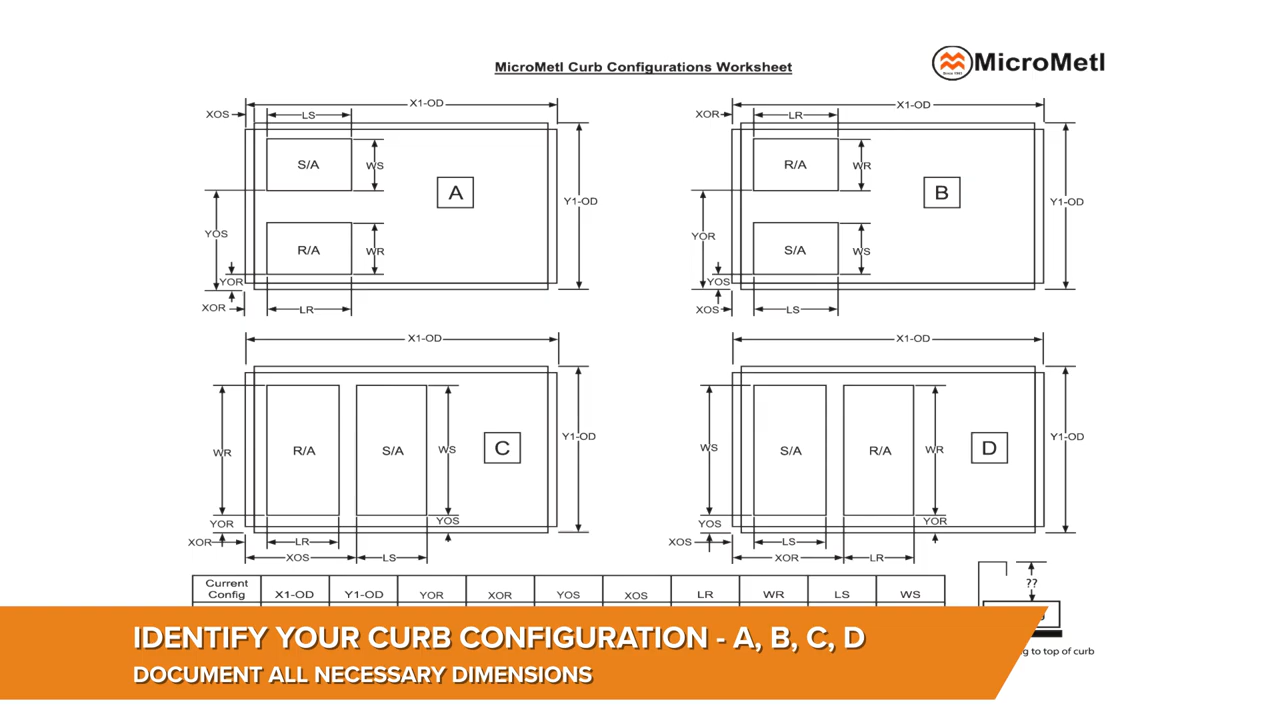 MicroMetl Curb Configurations Worksheet
MicroMetl
Since 1963
X1-OD
XOS
LS
S/A
WS
A
Y1-OD
YOS
R/A
WR
YOR
XOR
LR
X1-OD
XOR
LR
R/A
WR
B
Y1-OD
YOR
S/A
WS
YOS
XOS
LS
X1-OD
WR
R/A
S/A
WS
C
Y1-OD
YOR
YOS
XOR
LR
XOS
LS
X1-OD
WS
S/A
R/A
WR
D
Y1-OD
YOS
YOR
XOS
LS
XOR
LR
Current Config X1-OD Y1-OD YOR XOR YOS XOS LR WR LS WS
??
to top of curb
IDENTIFY YOUR CURB CONFIGURATION - A, B, C, D
DOCUMENT ALL NECESSARY DIMENSIONS